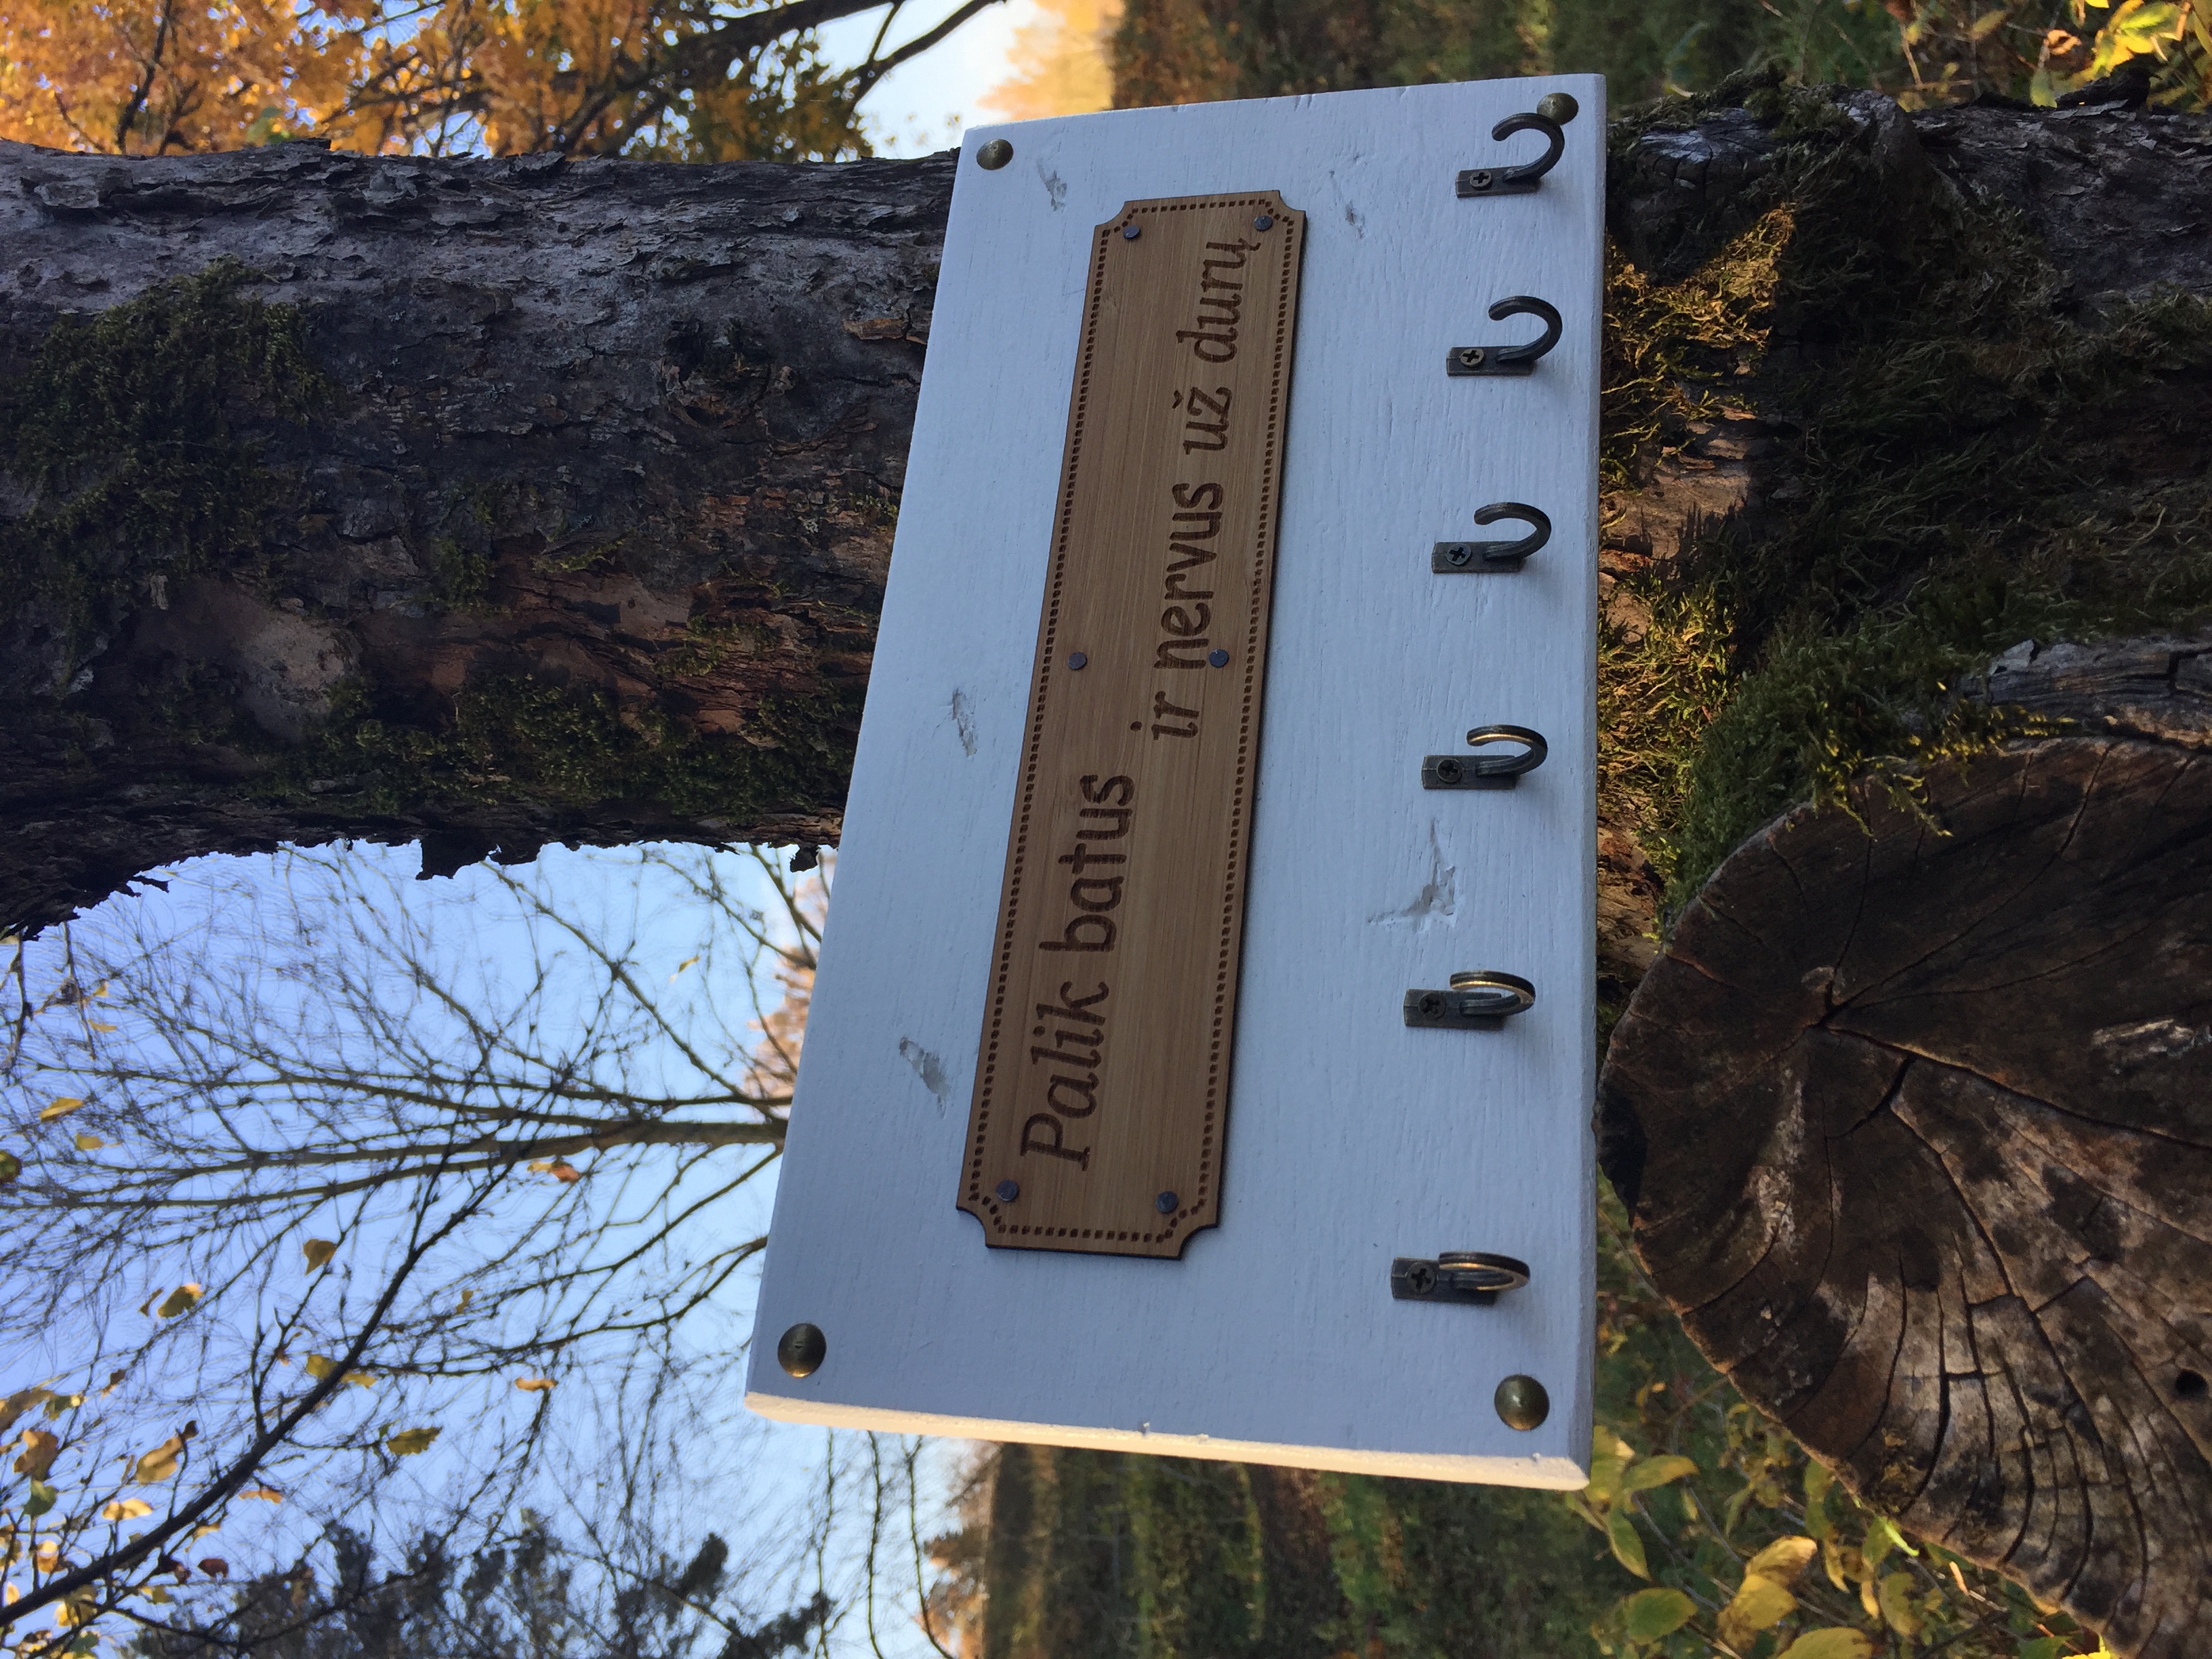 Palik batus
ir nervus už durų